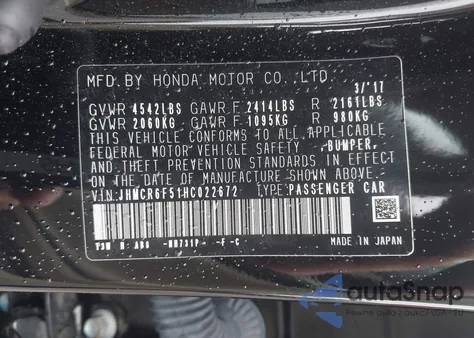 MFD. BY HONDA MOTOR CO., LTD. 3/'17
GVWR 4542LBS GAWR F 2414LBS R 2161LBS
GVWR 2060KG GAWR F 1095KG R 980KG
THIS VEHICLE CONFORMS TO ALL APPLICABLE
FEDERAL MOTOR VEHICLE SAFETY, BUMPER,
AND THEFT PREVENTION STANDARDS IN EFFECT
ON THE DATE OF MANUFACTURE SHOWN ABOVE.
V.I.N:JHMCR6F51HC022672 TYPE:PASSENGER CAR
-NH731P- F-C
MADE IN JAPAN
autoSnap